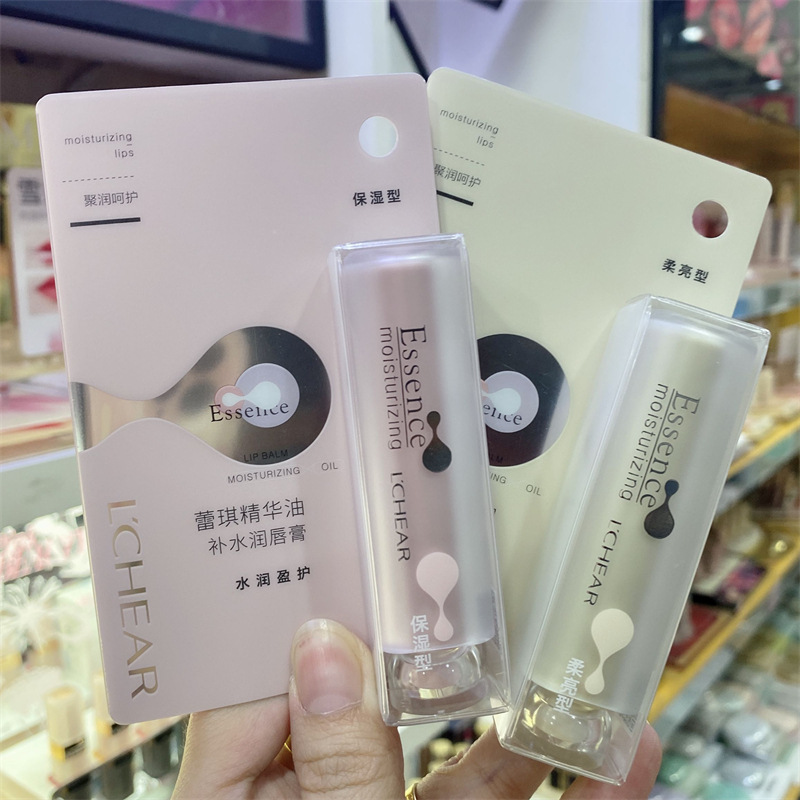 moisturizing
lips
聚润呵护
保湿型
Essence
LIP BALM
MOISTURIZING OIL
蕾琪精华油
补水润唇膏
水润盈护
L'CHEAR
Essence
moisturizing
L'CHEAR
保湿型
moisturizing
lips
聚润呵护
柔亮型
OIL
Essence
moisturizing
L'CHEAR
柔亮型
雪